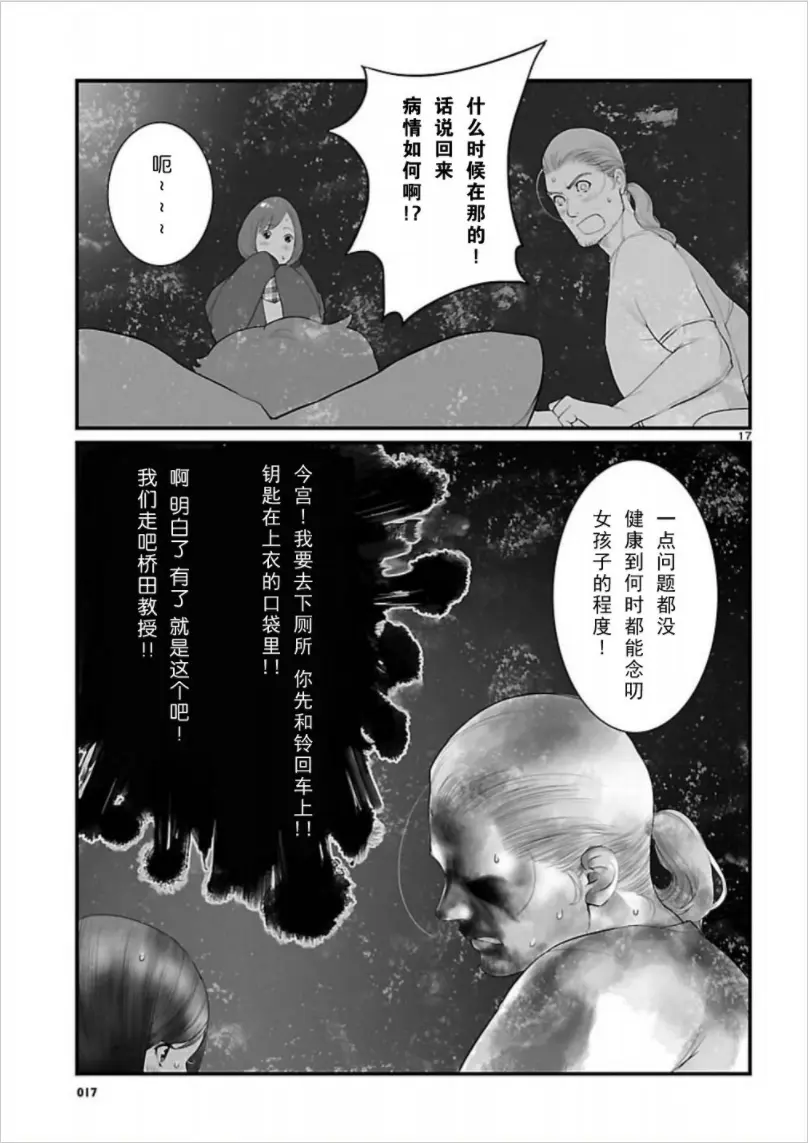 什么时候在那的！
话说回来
病情如何啊!?
呃~~~
17
一点问题都没
健康到何时都能念叨
女孩子的程度！
今宫！我要去下厕所 你先和铃回车上!!
钥匙在上衣的口袋里!!
啊 明白了 有了 就是这个吧！
我们走吧桥田教授!!
017